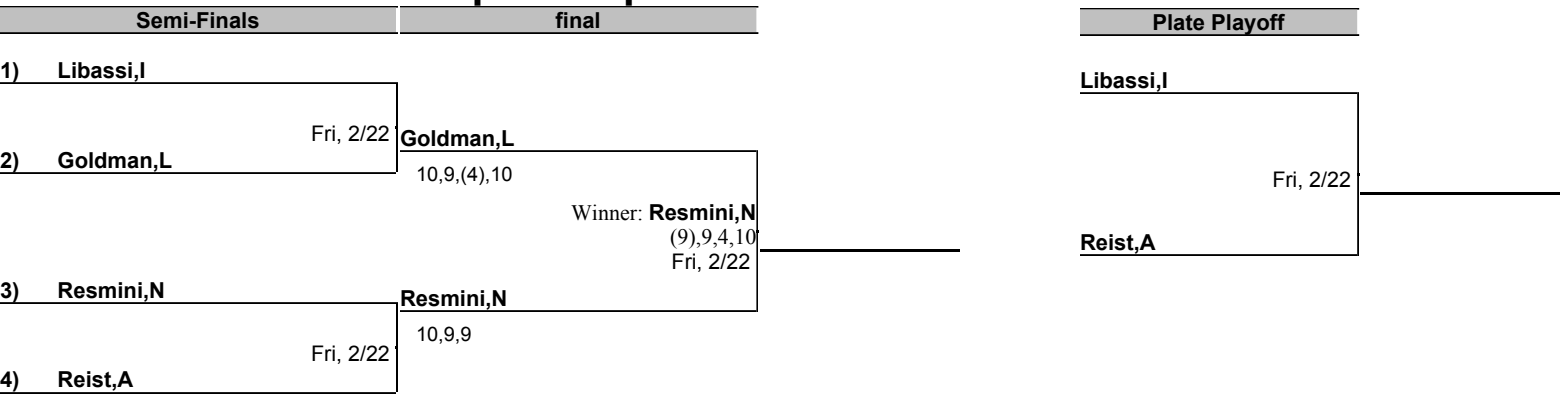 Semi-Finals
final
Plate Playoff
1) Libassi,I
Libassi,I
Fri, 2/22
Goldman,L
2) Goldman,L
10,9,(4),10
Fri, 2/22
Winner: Resmini,N
(9),9,4,10
Reist,A
Fri, 2/22
3) Resmini,N
Resmini,N
10,9,9
Fri, 2/22
4) Reist,A